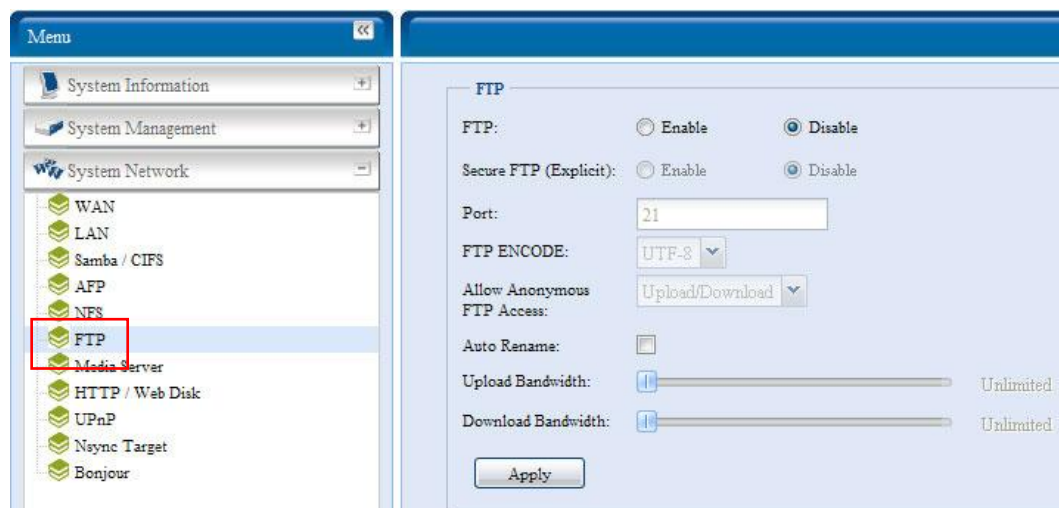 Menu
System Information
System Management
System Network
WAN
LAN
Samba / CIFS
AFP
NFS
FTP
Media Server
HTTP / Web Disk
UPnP
Nsync Target
Bonjour
FTP
FTP: Enable Disable
Secure FTP (Explicit): Enable Disable
Port: 21
FTP ENCODE: UTF-8
Allow Anonymous Upload/Download
FTP Access:
Auto Rename:
Upload Bandwidth: Unlimited
Download Bandwidth: Unlimited
Apply